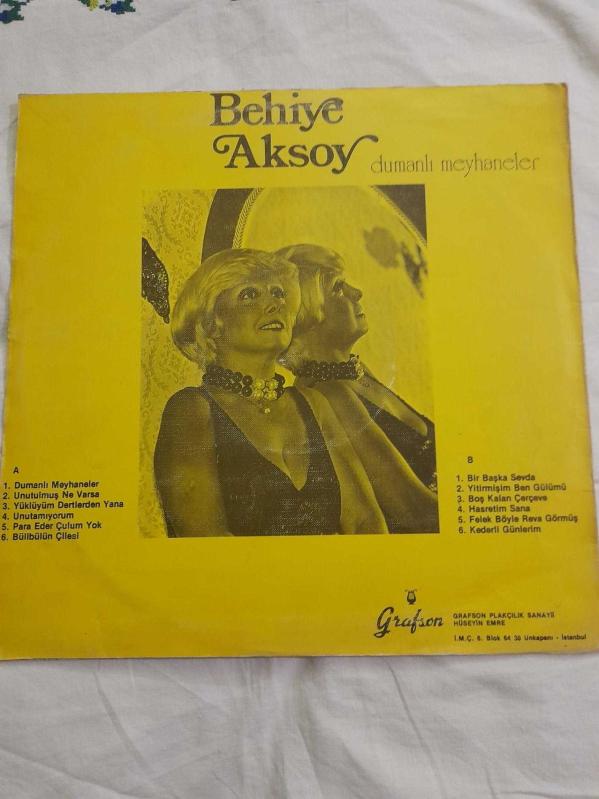 Behiye
Aksoy
dumanlı meyhaneler
A
1. Dumanlı Meyhaneler
2. Unutulmuş Ne Varsa
3. Yüklüyüm Dertlerden Yana
4. Unutamıyorum
5. Para Eder Çulum Yok
6. Bülibülün Çilesi
B
1. Bir Başka Sevda
2. Yitirmişim Ben Gülümü
3. Boş Kalan Çerçeve
4. Hasretim Sana
5. Felek Böyle Reva Görmüş
6. Kederli Günlerim
Grafson
GRAFSON PLAKÇILIK SANAYİİ
HÜSEYİN EMRE
İ.M.Ç. 6. Blok 64 30 Unkapanı - İstanbul